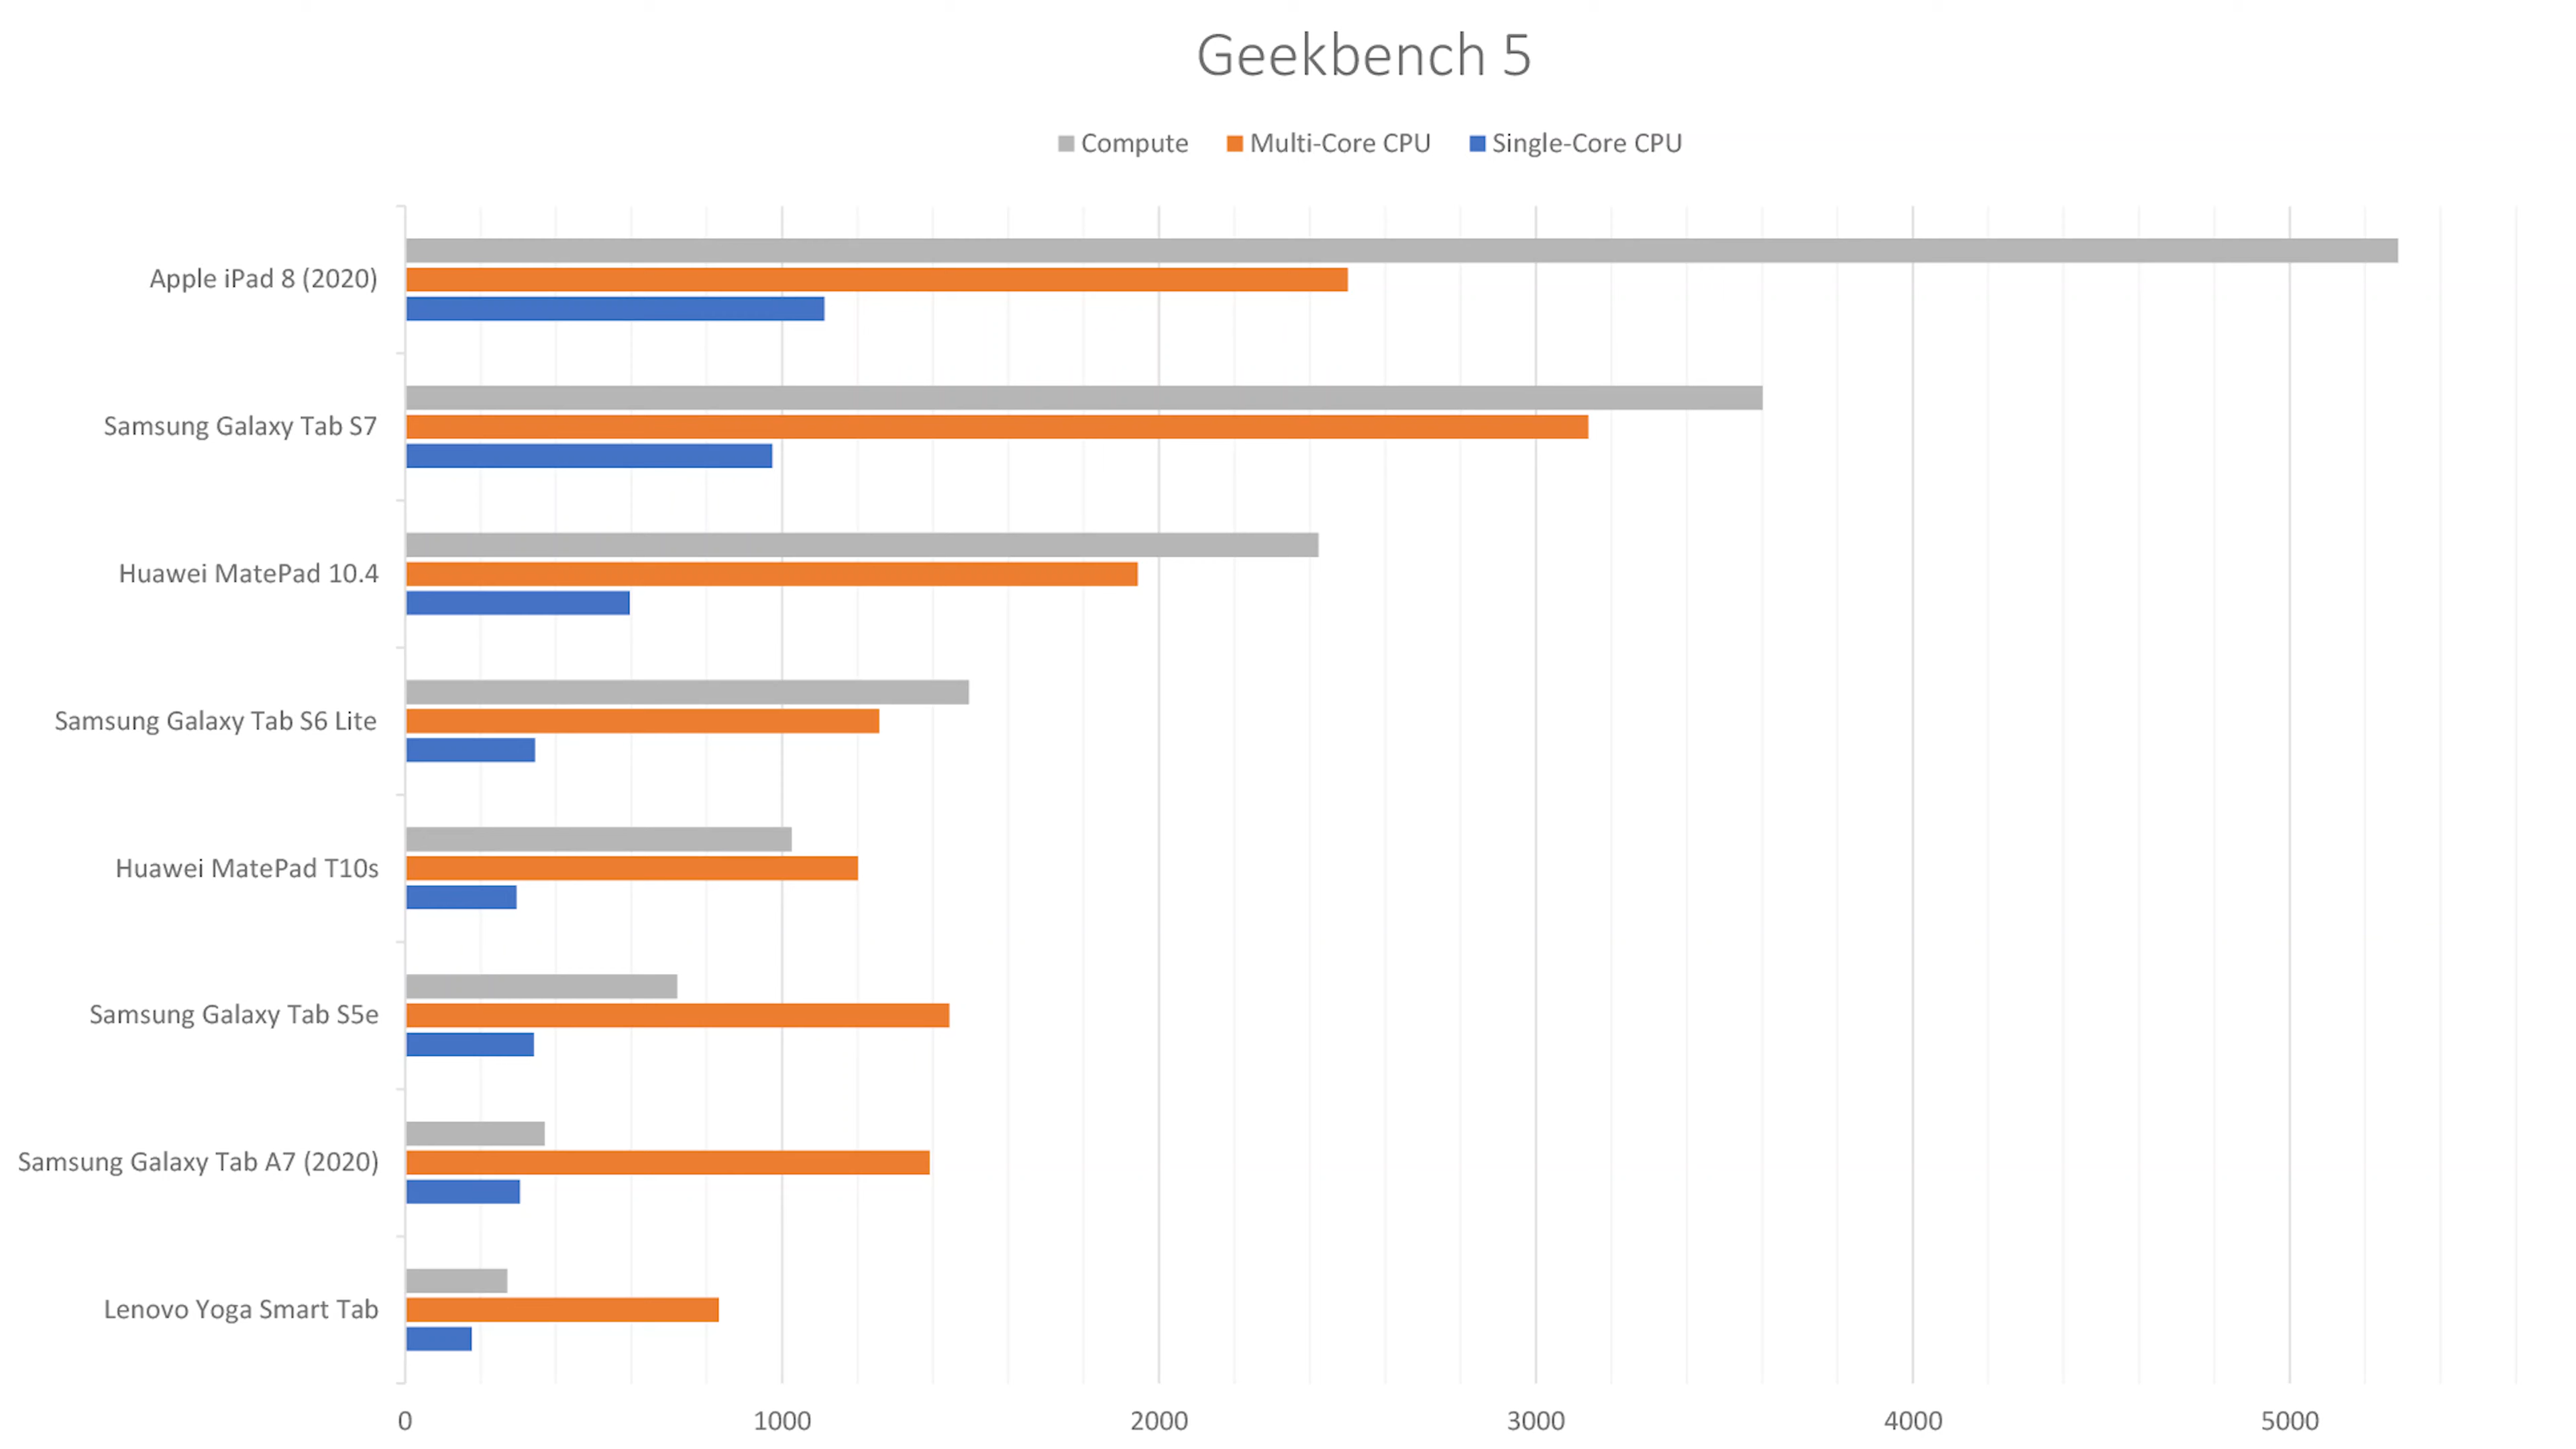 Geekbench 5
Compute Multi-Core CPU Single-Core CPU
Apple iPad 8 (2020)
Samsung Galaxy Tab S7
Huawei MatePad 10.4
Samsung Galaxy Tab S6 Lite
Huawei MatePad T10s
Samsung Galaxy Tab S5e
Samsung Galaxy Tab A7 (2020)
Lenovo Yoga Smart Tab
0 1000 2000 3000 4000 5000